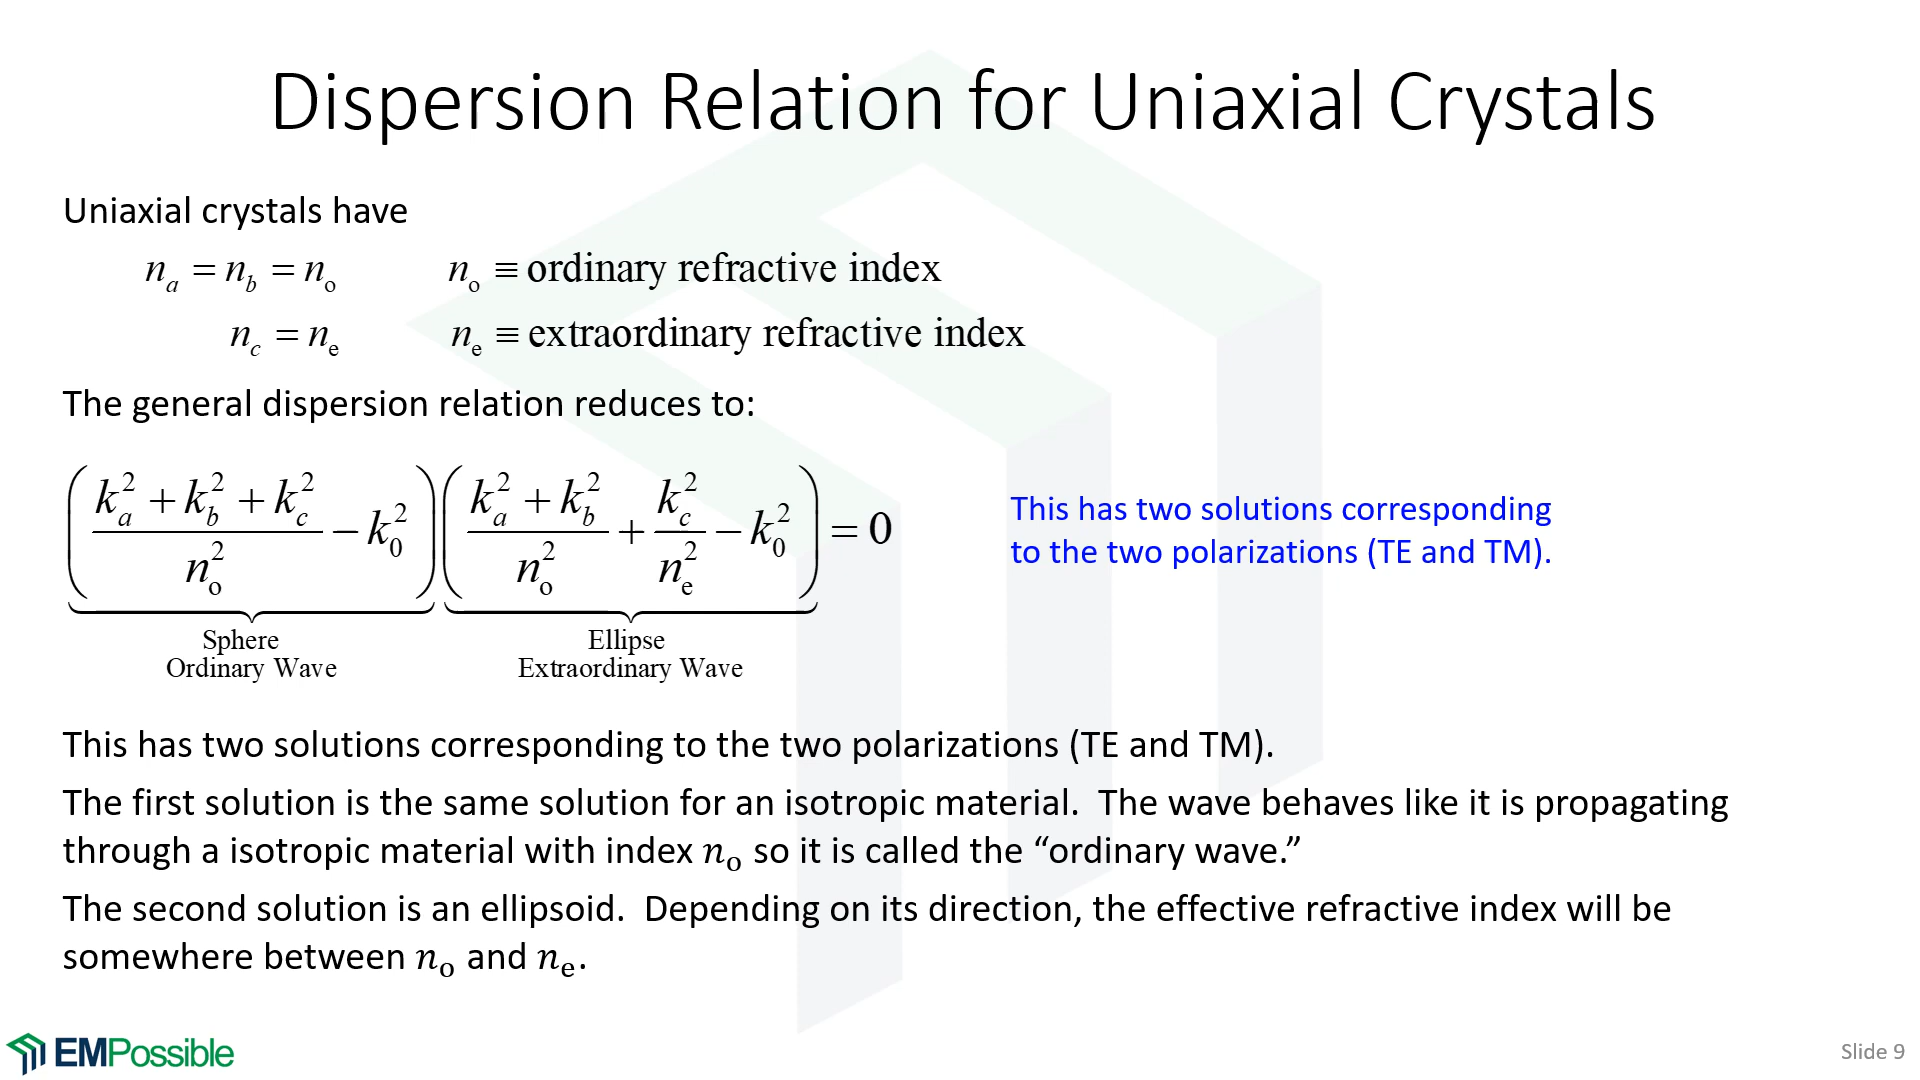 Dispersion Relation for Uniaxial Crystals
Uniaxial crystals have
n_a = n_b = n_o    n_o ≡ ordinary refractive index
n_c = n_e    n_e ≡ extraordinary refractive index
The general dispersion relation reduces to:
((k_a^2 + k_b^2 + k_c^2)/n_o^2 − k_0^2)((k_a^2 + k_b^2)/n_o^2 + k_c^2/n_e^2 − k_0^2) = 0
Sphere
Ordinary Wave
Ellipse
Extraordinary Wave
This has two solutions corresponding
to the two polarizations (TE and TM).
This has two solutions corresponding to the two polarizations (TE and TM).
The first solution is the same solution for an isotropic material.  The wave behaves like it is propagating
through a isotropic material with index n_o so it is called the “ordinary wave.”
The second solution is an ellipsoid.  Depending on its direction, the effective refractive index will be
somewhere between n_o and n_e.
EMPossible
Slide 9